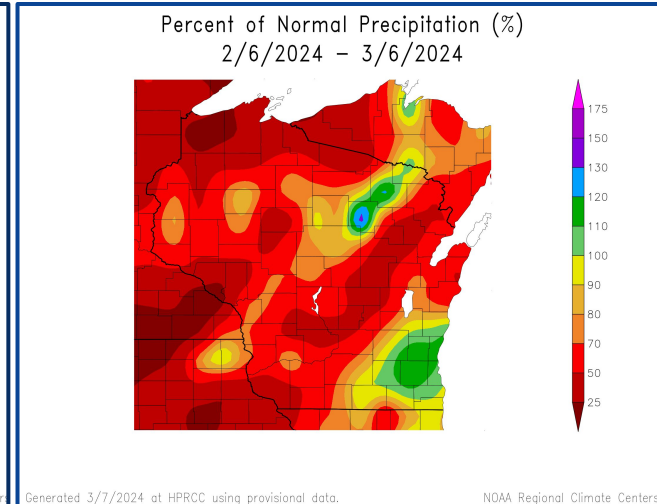 Percent of Normal Precipitation (%)
2/6/2024 – 3/6/2024
175
150
130
120
110
100
90
80
70
50
25
Generated 3/7/2024 at HPRCC using provisional data.
NOAA Regional Climate Centers